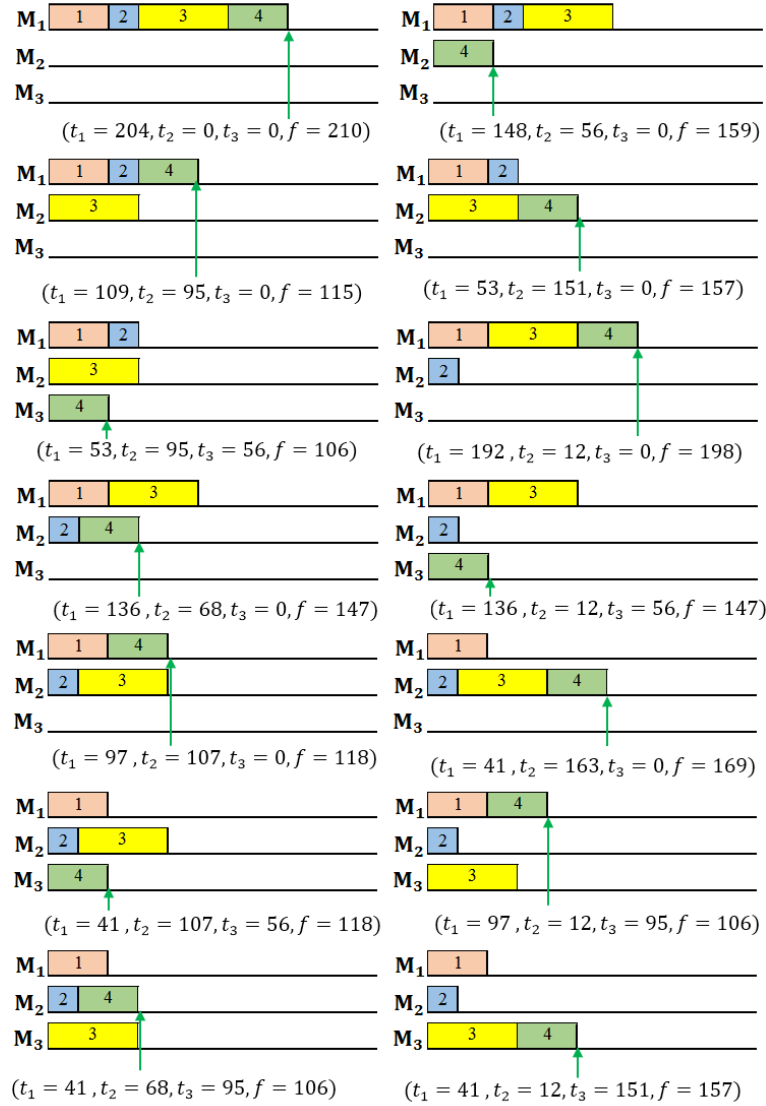 M₁ 1 2 3 4
M₂
M₃
(t₁ = 204, t₂ = 0, t₃ = 0, f = 210)
1 2 3
M₁
M₂ 4
M₃
(t₁ = 148, t₂ = 56, t₃ = 0, f = 159)
M₁ 1 2 4
M₂ 3
M₃
(t₁ = 109, t₂ = 95, t₃ = 0, f = 115)
M₁ 1 2
M₂ 3 4
M₃
(t₁ = 53, t₂ = 151, t₃ = 0, f = 157)
M₁ 1 2
M₂ 3
M₃ 4
(t₁ = 53, t₂ = 95, t₃ = 56, f = 106)
M₁ 1 3 4
M₂ 2
M₃
(t₁ = 192 , t₂ = 12, t₃ = 0, f = 198)
M₁ 1 3
M₂ 2 4
M₃
(t₁ = 136 , t₂ = 68, t₃ = 0, f = 147)
M₁ 1 3
M₂ 2
M₃ 4
(t₁ = 136 , t₂ = 12, t₃ = 56, f = 147)
M₁ 1 4
M₂ 2 3
M₃
(t₁ = 97 , t₂ = 107, t₃ = 0, f = 118)
M₁ 1
M₂ 2 3 4
M₃
(t₁ = 41 , t₂ = 163, t₃ = 0, f = 169)
M₁ 1
M₂ 2 3
M₃ 4
(t₁ = 41 , t₂ = 107, t₃ = 56, f = 118)
M₁ 1 4
M₂ 2
M₃ 3
(t₁ = 97 , t₂ = 12, t₃ = 95, f = 106)
M₁ 1
M₂ 2 4
M₃ 3
(t₁ = 41 , t₂ = 68, t₃ = 95, f = 106)
M₁ 1
M₂ 2
M₃ 3 4
(t₁ = 41 , t₂ = 12, t₃ = 151, f = 157)